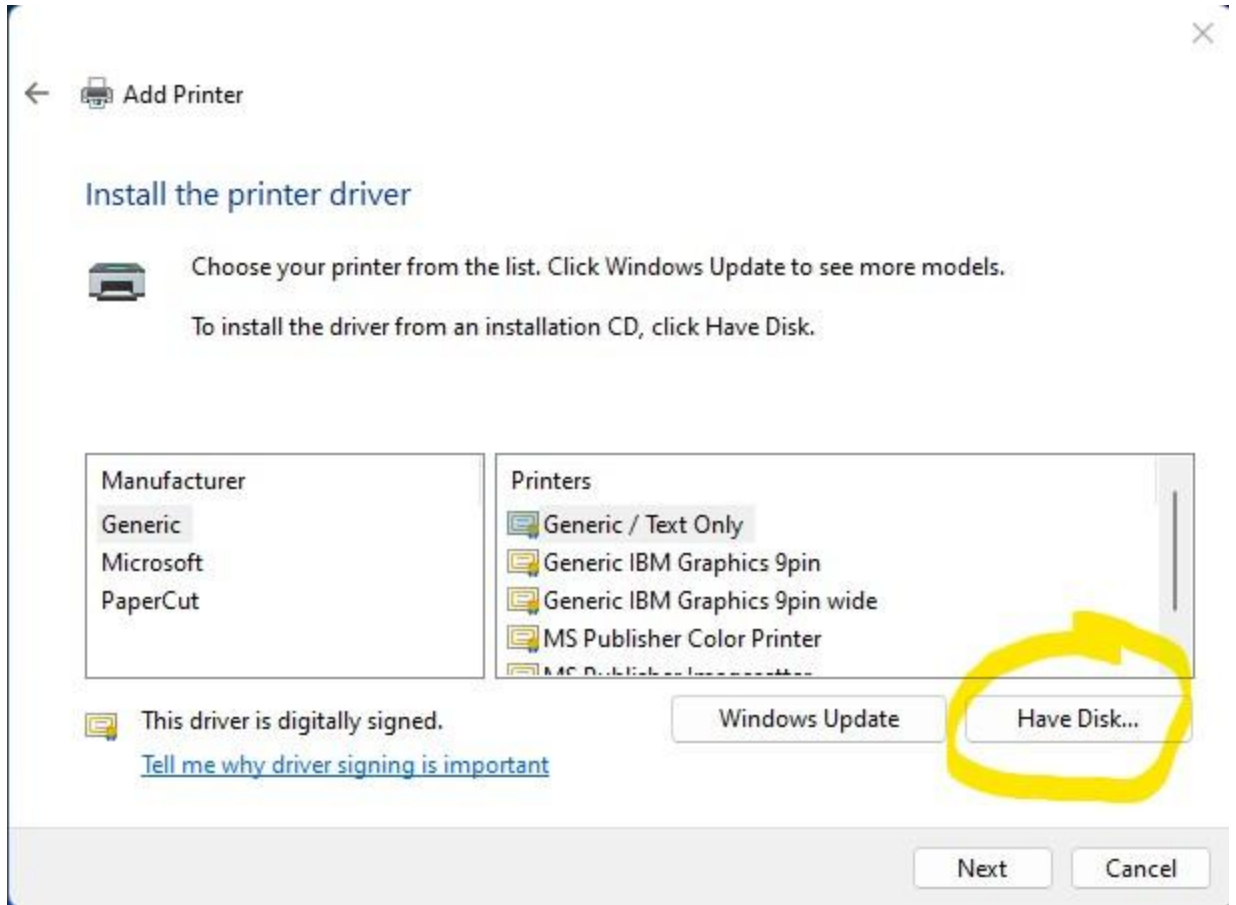 Add Printer
Install the printer driver
Choose your printer from the list. Click Windows Update to see more models.
To install the driver from an installation CD, click Have Disk.
Manufacturer
Generic
Microsoft
PaperCut
Printers
Generic / Text Only
Generic IBM Graphics 9pin
Generic IBM Graphics 9pin wide
MS Publisher Color Printer
This driver is digitally signed.
Tell me why driver signing is important
Windows Update
Have Disk...
Next
Cancel